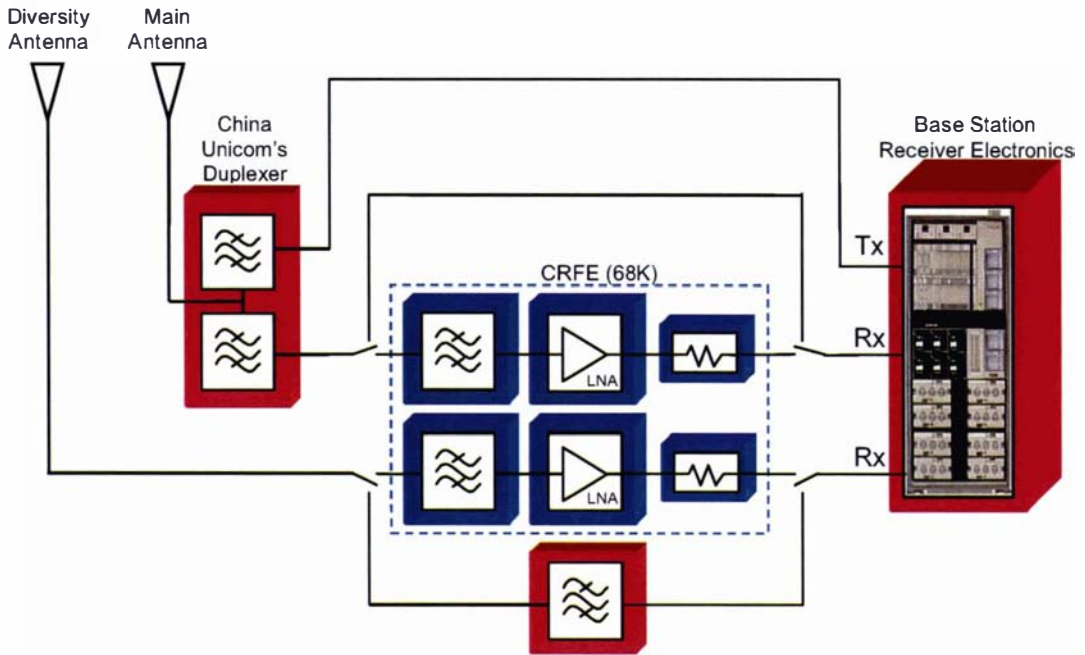 Diversity
Antenna
Main
Antenna
China
Unicom's
Duplexer
Base Station
Receiver Electronics
Tx
CRFE (68K)
LNA
Rx
LNA
Rx